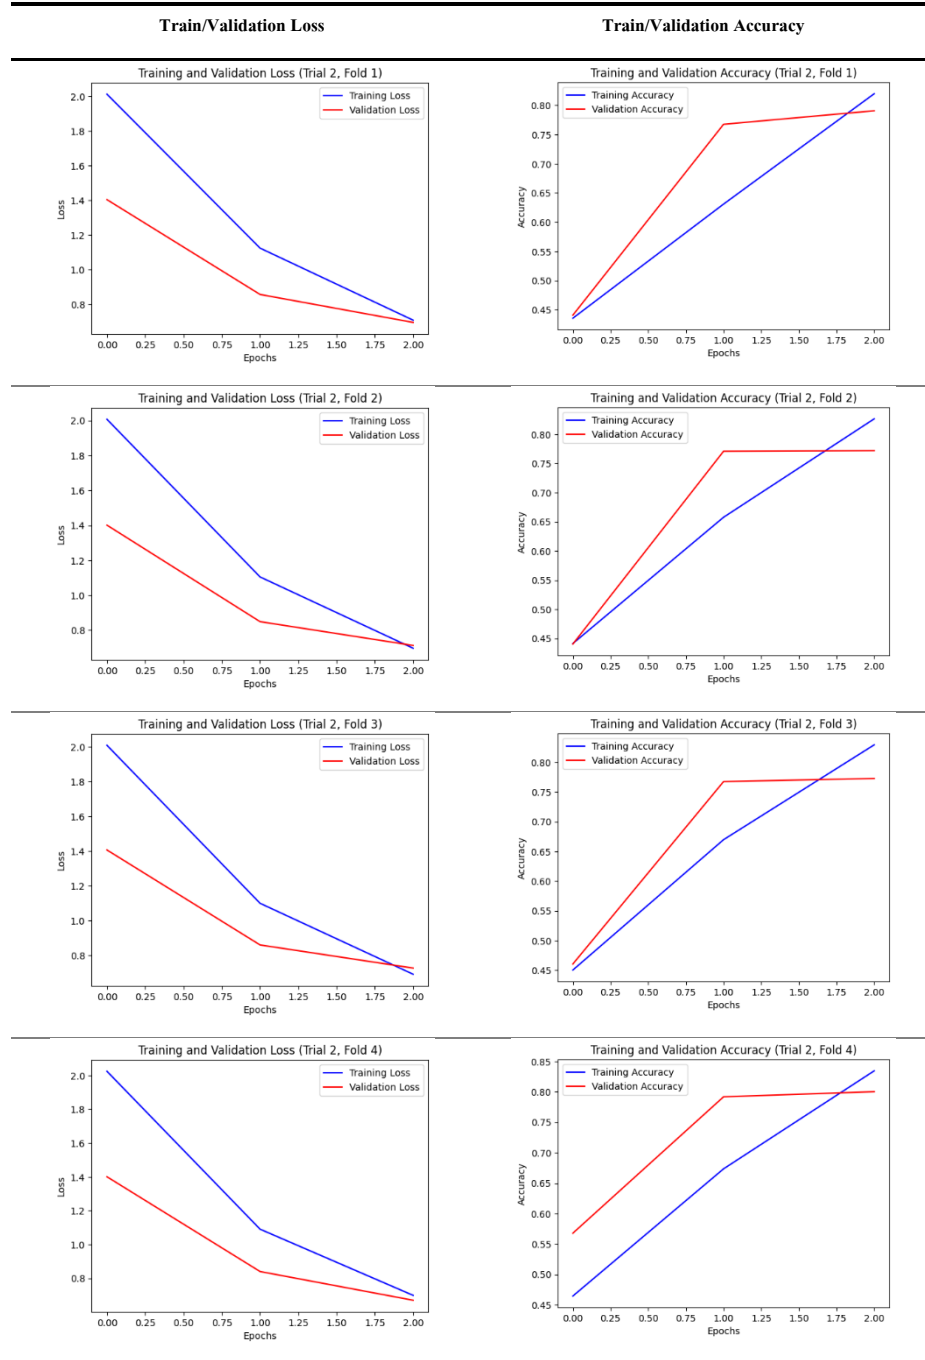 Train/Validation Loss
Train/Validation Accuracy
Training and Validation Loss (Trial 2, Fold 1)
Training Loss
Validation Loss
2.0
1.8
1.6
1.4
1.2
1.0
0.8
Loss
0.00 0.25 0.50 0.75 1.00 1.25 1.50 1.75 2.00
Epochs
Training and Validation Accuracy (Trial 2, Fold 1)
Training Accuracy
Validation Accuracy
0.80
0.75
0.70
0.65
0.60
0.55
0.50
0.45
Accuracy
0.00 0.25 0.50 0.75 1.00 1.25 1.50 1.75 2.00
Epochs
Training and Validation Loss (Trial 2, Fold 2)
Training Loss
Validation Loss
2.0
1.8
1.6
1.4
1.2
1.0
0.8
Loss
0.00 0.25 0.50 0.75 1.00 1.25 1.50 1.75 2.00
Epochs
Training and Validation Accuracy (Trial 2, Fold 2)
Training Accuracy
Validation Accuracy
0.80
0.75
0.70
0.65
0.60
0.55
0.50
0.45
Accuracy
0.00 0.25 0.50 0.75 1.00 1.25 1.50 1.75 2.00
Epochs
Training and Validation Loss (Trial 2, Fold 3)
Training Loss
Validation Loss
2.0
1.8
1.6
1.4
1.2
1.0
0.8
Loss
0.00 0.25 0.50 0.75 1.00 1.25 1.50 1.75 2.00
Epochs
Training and Validation Accuracy (Trial 2, Fold 3)
Training Accuracy
Validation Accuracy
0.80
0.75
0.70
0.65
0.60
0.55
0.50
0.45
Accuracy
0.00 0.25 0.50 0.75 1.00 1.25 1.50 1.75 2.00
Epochs
Training and Validation Loss (Trial 2, Fold 4)
Training Loss
Validation Loss
2.0
1.8
1.6
1.4
1.2
1.0
0.8
Loss
0.00 0.25 0.50 0.75 1.00 1.25 1.50 1.75 2.00
Epochs
Training and Validation Accuracy (Trial 2, Fold 4)
Training Accuracy
Validation Accuracy
0.85
0.80
0.75
0.70
0.65
0.60
0.55
0.50
0.45
Accuracy
0.00 0.25 0.50 0.75 1.00 1.25 1.50 1.75 2.00
Epochs